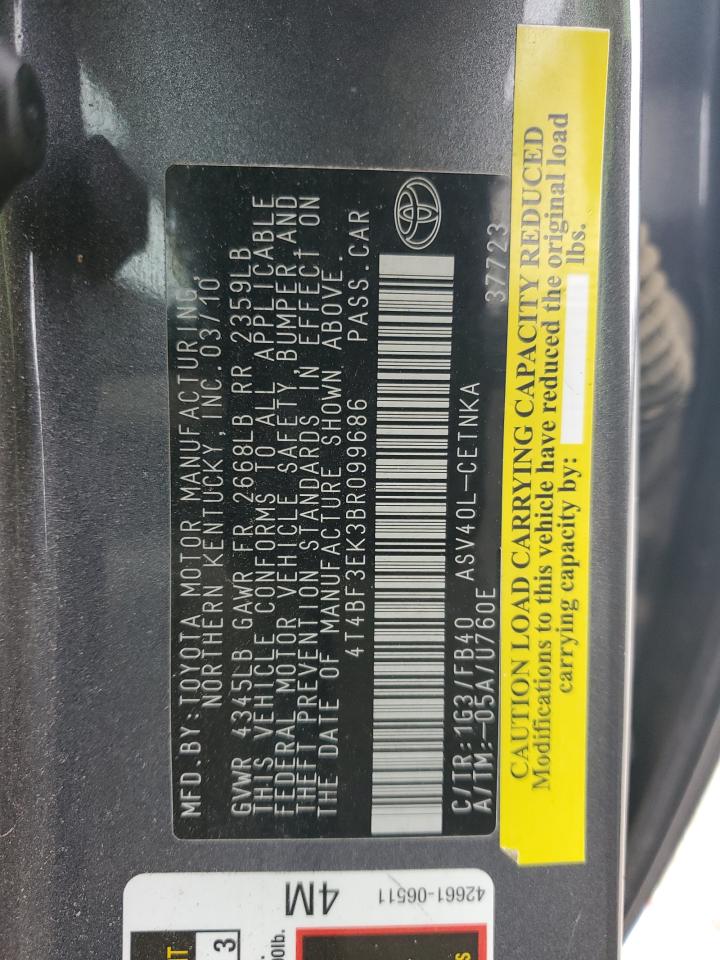 MFD.BY:TOYOTA MOTOR MANUFACTURING,
NORTHERN KENTUCKY, INC.03/10
GVWR 4345LB GAWR FR 2668LB RR 2359LB
THIS VEHICLE CONFORMS TO ALL APPLICABLE
FEDERAL MOTOR VEHICLE SAFETY,BUMPER AND
THEFT PREVENTION STANDARDS IN EFFECT ON
THE DATE OF MANUFACTURE SHOWN ABOVE.
4T4BF3EK3BR099686 PASS.CAR
C/TR:1G3/FB40 ASV40L-CETNKA
A/TM:-05A/U760E 37723
CAUTION LOAD CARRYING CAPACITY REDUCED
Modifications to this vehicle have reduced the original load
carrying capacity by: lbs.
4M
42661-06511
3